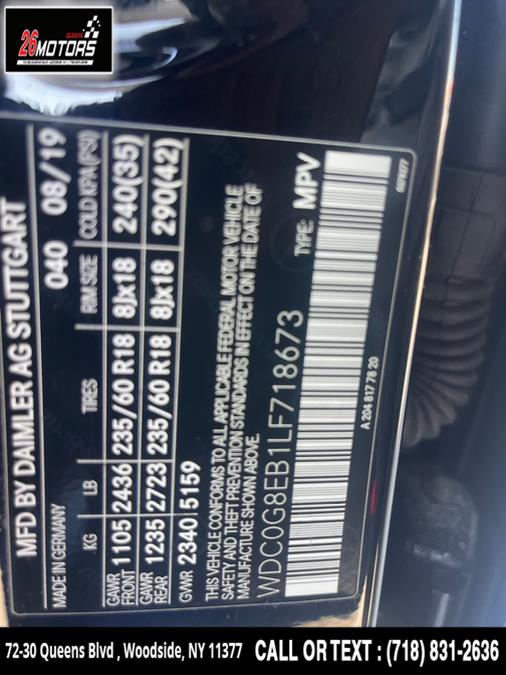 QUEENS
26MOTORS
MFD BY DAIMLER AG STUTTGART
MADE IN GERMANY 040 08/19
KG LB TIRES RIM SIZE COLD KPA(PSI)
GAWR FRONT 1105 2436 235/60 R18 8Jx18 240(35)
GAWR REAR 1235 2723 235/60 R18 8Jx18 290(42)
GVWR 2340 5159
THIS VEHICLE CONFORMS TO ALL APPLICABLE FEDERAL MOTOR VEHICLE
SAFETY AND THEFT PREVENTION STANDARDS IN EFFECT ON THE DATE OF
MANUFACTURE SHOWN ABOVE.
WDC0G8EB1LF718673 TYPE: MPV
A 204 817 78 20
72-30 Queens Blvd , Woodside, NY 11377 CALL OR TEXT : (718) 831-2636